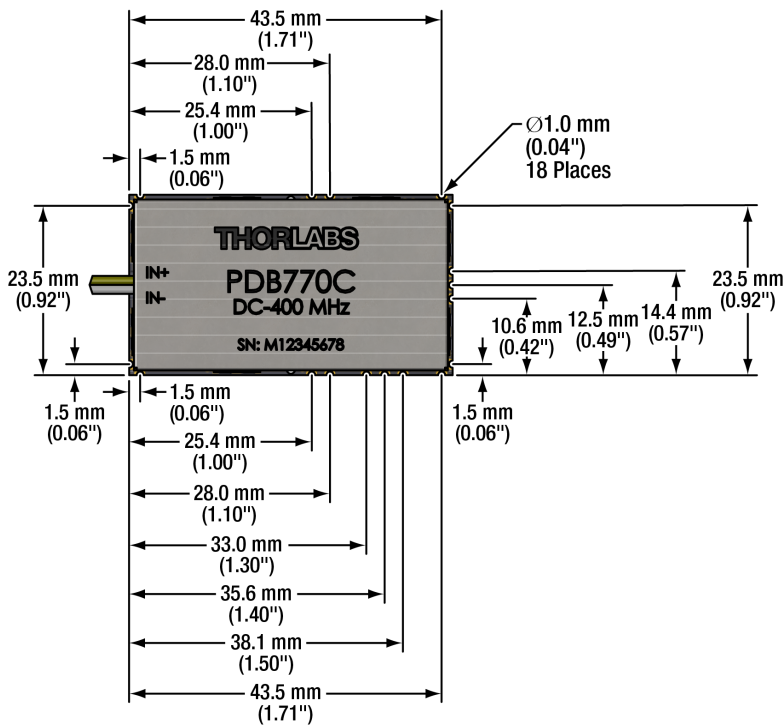 43.5 mm
(1.71")
28.0 mm
(1.10")
25.4 mm
(1.00")
1.5 mm
(0.06")
Ø1.0 mm
(0.04")
18 Places
THORLABS
IN+
PDB770C
IN-
DC-400 MHz
SN: M12345678
23.5 mm
(0.92")
10.6 mm
(0.42")
12.5 mm
(0.49")
14.4 mm
(0.57")
23.5 mm
(0.92")
1.5 mm
(0.06")
1.5 mm
(0.06")
1.5 mm
(0.06")
25.4 mm
(1.00")
28.0 mm
(1.10")
33.0 mm
(1.30")
35.6 mm
(1.40")
38.1 mm
(1.50")
43.5 mm
(1.71")